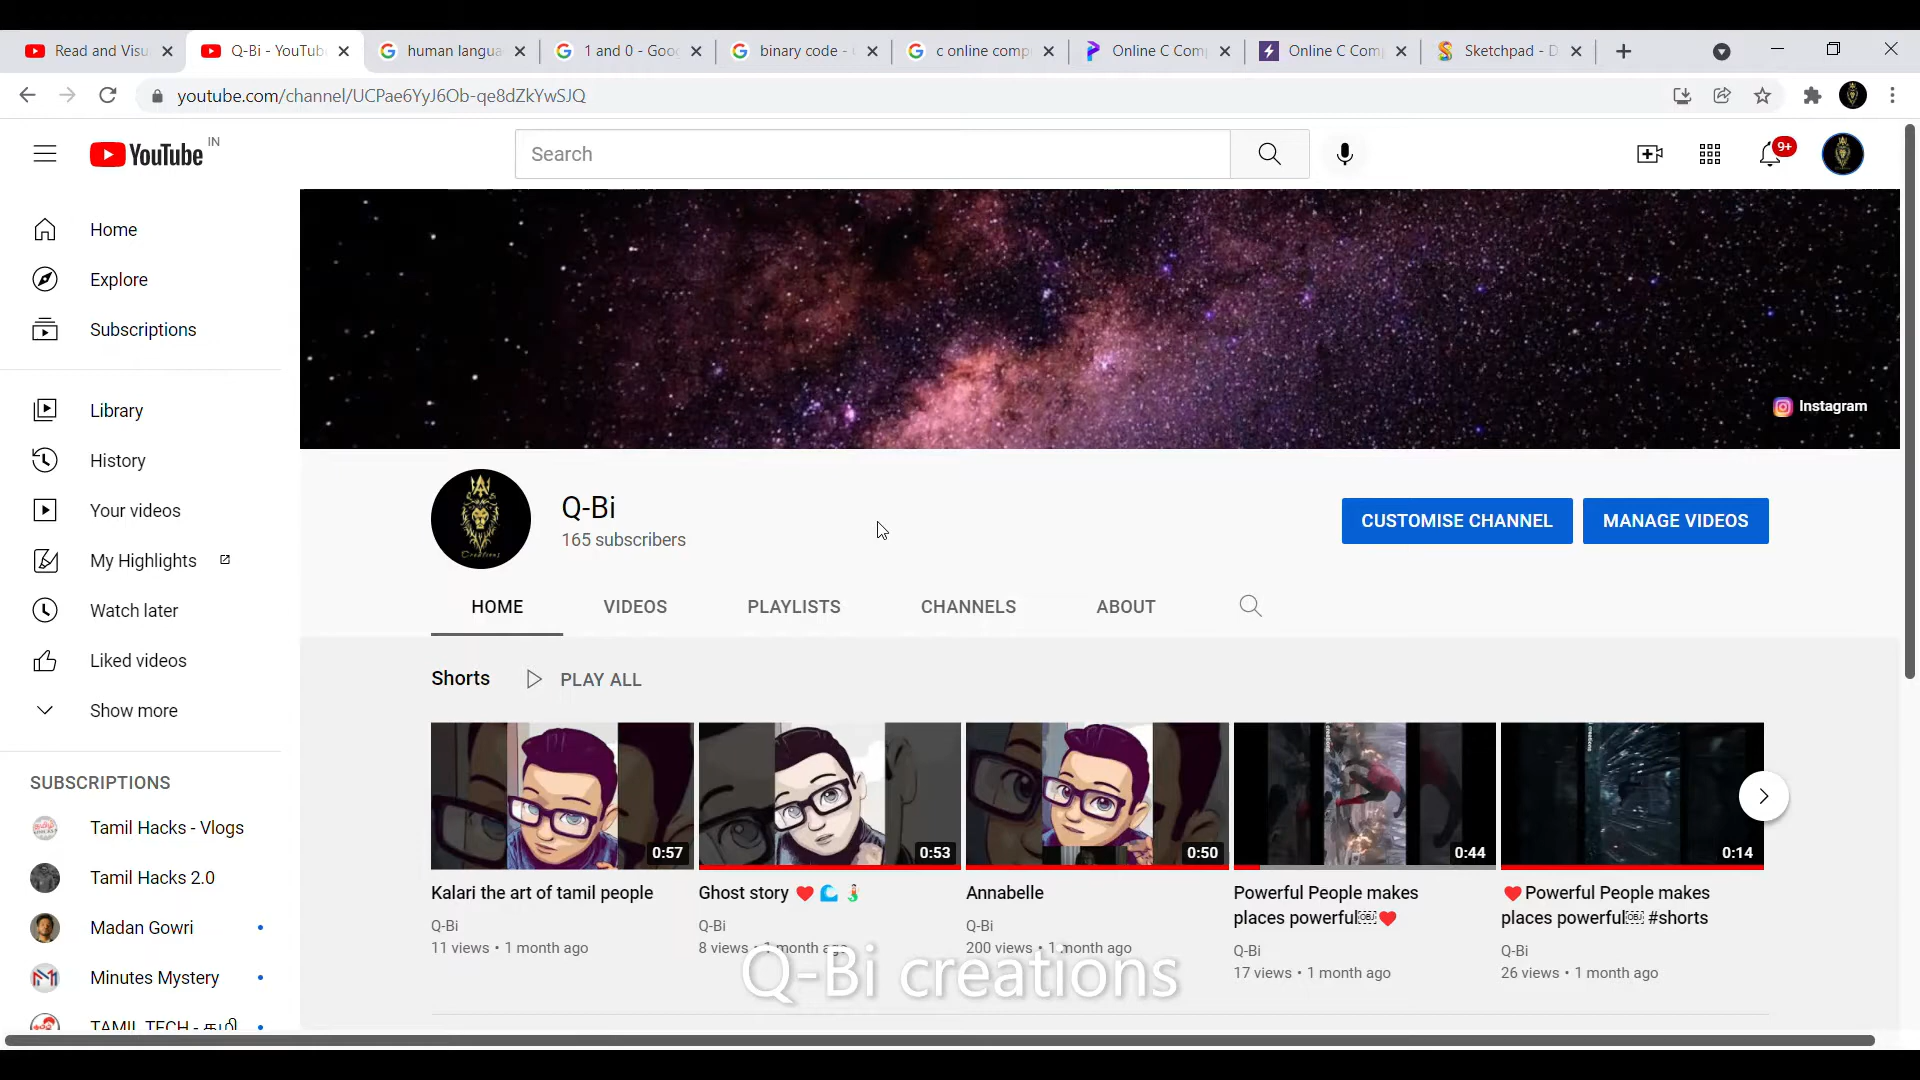 Read and Visu
Q-Bi - YouTub
human langua
1 and 0 - Goo
binary code -
c online comp
Online C Com
Online C Com
Sketchpad - D
youtube.com/channel/UCPae6YyJ6Ob-qe8dZkYwSJQ
YouTube IN
Search
9+
Home
Explore
Subscriptions
Library
History
Your videos
My Highlights
Watch later
Liked videos
Show more
SUBSCRIPTIONS
Tamil Hacks - Vlogs
Tamil Hacks 2.0
Madan Gowri
Minutes Mystery
TAMIL TECH -
Instagram
Creations
Q-Bi
165 subscribers
CUSTOMISE CHANNEL
MANAGE VIDEOS
HOME
VIDEOS
PLAYLISTS
CHANNELS
ABOUT
Shorts
PLAY ALL
0:57
0:53
0:50
0:44
0:14
Kalari the art of tamil people
Q-Bi
11 views • 1 month ago
Ghost story ❤️ 🌊 🧜‍♂️
Q-Bi
8 views • 1 month ago
Annabelle
Q-Bi
200 views • 1 month ago
Powerful People makes
places powerful￼❤️
Q-Bi
17 views • 1 month ago
❤️Powerful People makes
places powerful￼ #shorts
Q-Bi
26 views • 1 month ago
Q-Bi creations